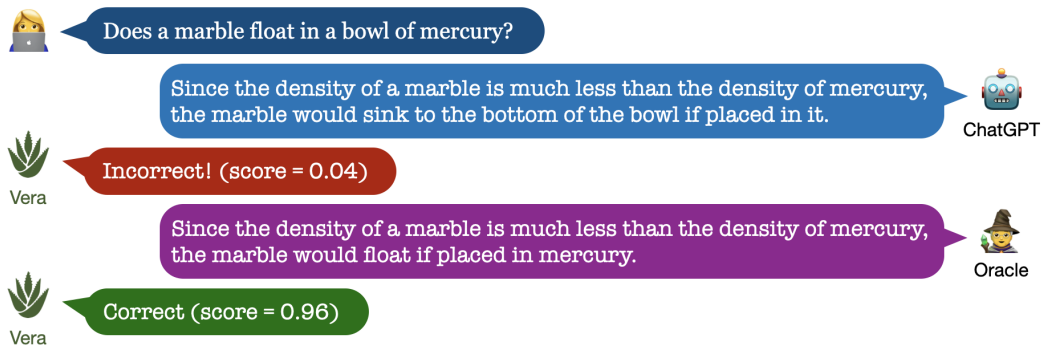 Does a marble float in a bowl of mercury?
Since the density of a marble is much less than the density of mercury,
the marble would sink to the bottom of the bowl if placed in it.
ChatGPT
Incorrect! (score = 0.04)
Vera
Since the density of a marble is much less than the density of mercury,
the marble would float if placed in mercury.
Oracle
Correct (score = 0.96)
Vera